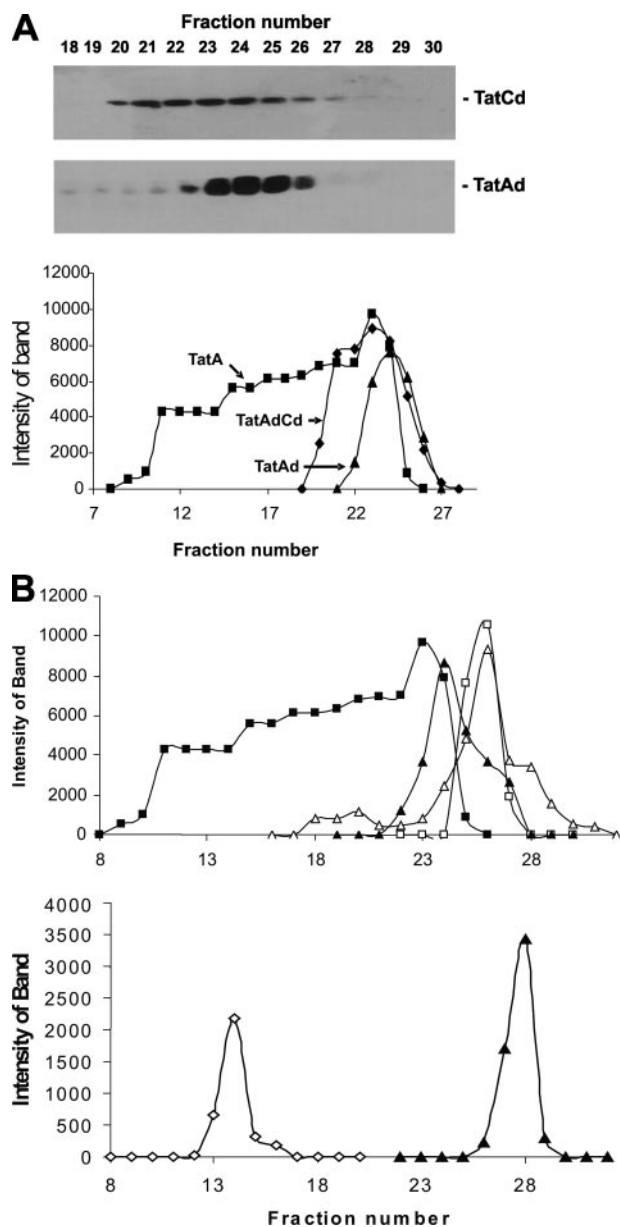 A
Fraction number
18 19 20 21 22 23 24 25 26 27 28 29 30
- TatCd
- TatAd
12000
10000
8000
6000
4000
2000
0
Intensity of band
TatA
TatAdCd
TatAd
7 12 17 22 27
Fraction number
B
12000
10000
8000
6000
4000
2000
0
Intensity of Band
8 13 18 23 28
4000
3500
3000
2500
2000
1500
1000
500
0
Intensity of Band
8 13 18 23 28
Fraction number